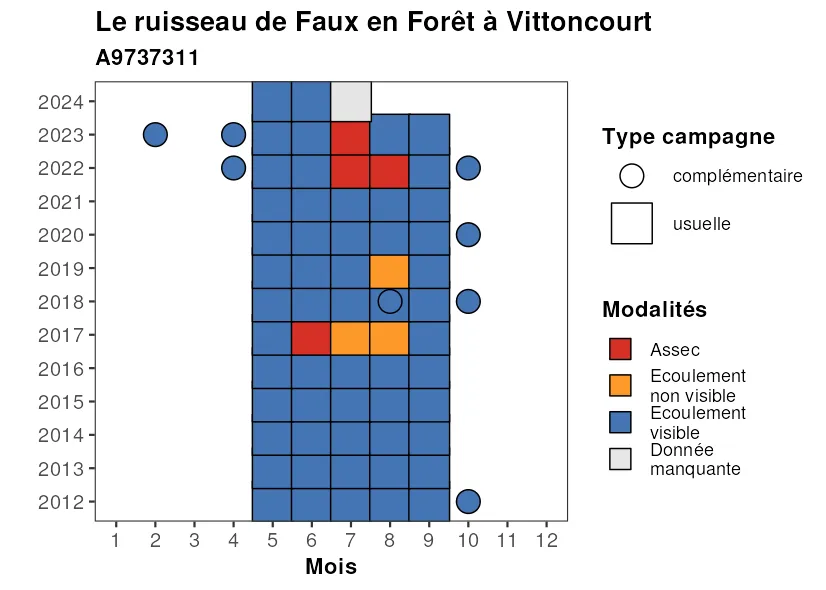 Le ruisseau de Faux en Forêt à Vittoncourt
A9737311
2024
2023
2022
2021
2020
2019
2018
2017
2016
2015
2014
2013
2012
1 2 3 4 5 6 7 8 9 10 11 12
Mois
Type campagne
complémentaire
usuelle
Modalités
Assec
Ecoulement
non visible
Ecoulement
visible
Donnée
manquante